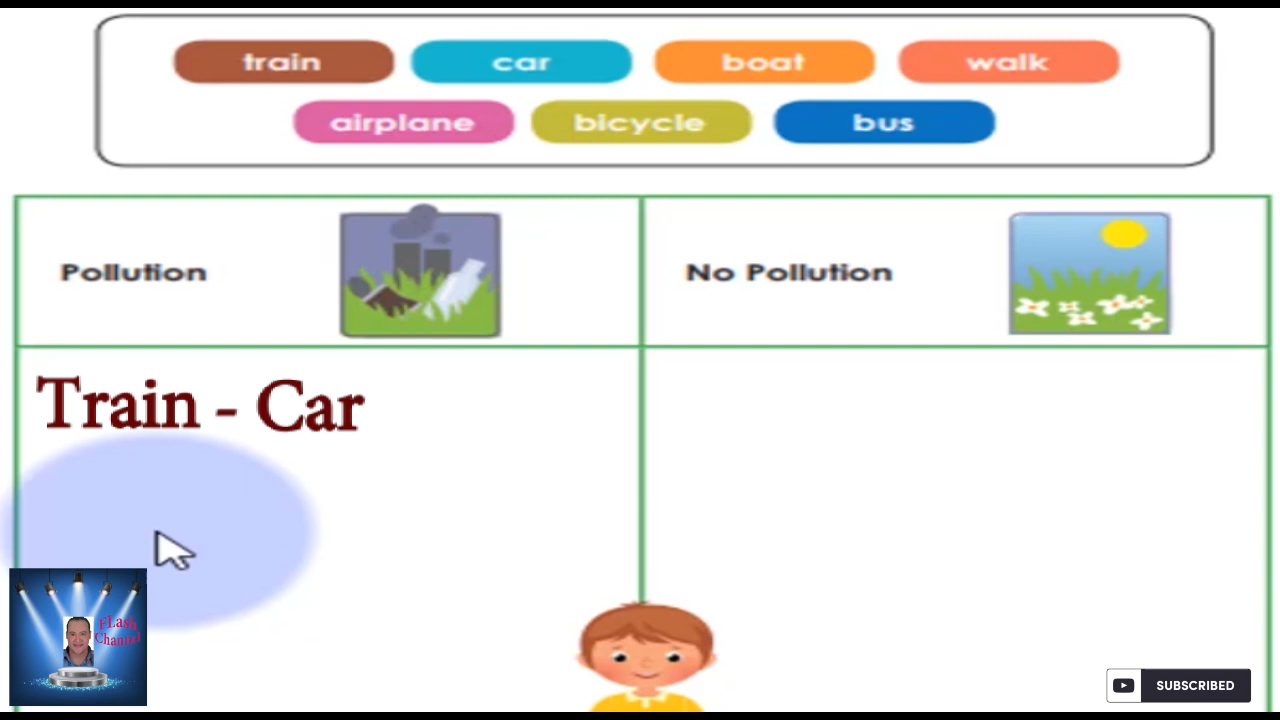 train car boat walk
airplane bicycle bus
Pollution No Pollution
Train - Car
FLash
Channel
SUBSCRIBED